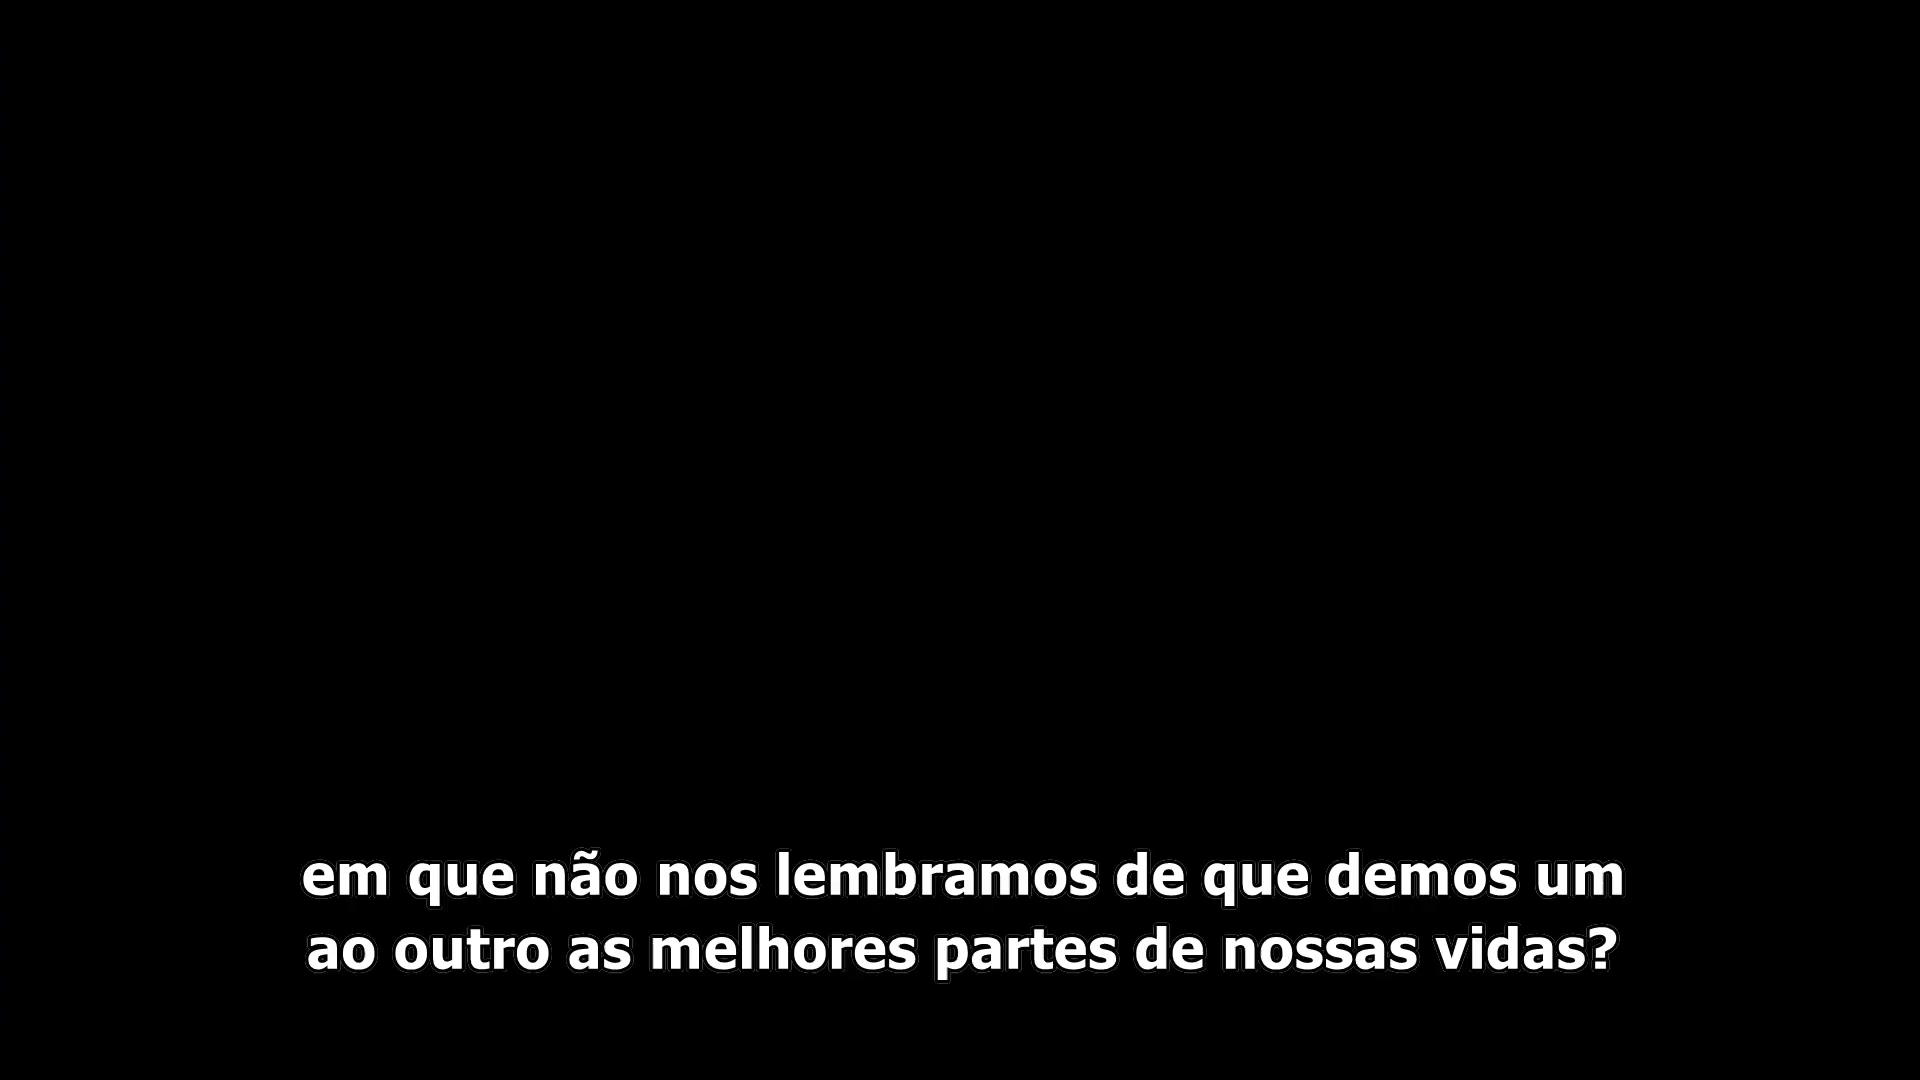 em que não nos lembramos de que demos um
ao outro as melhores partes de nossas vidas?